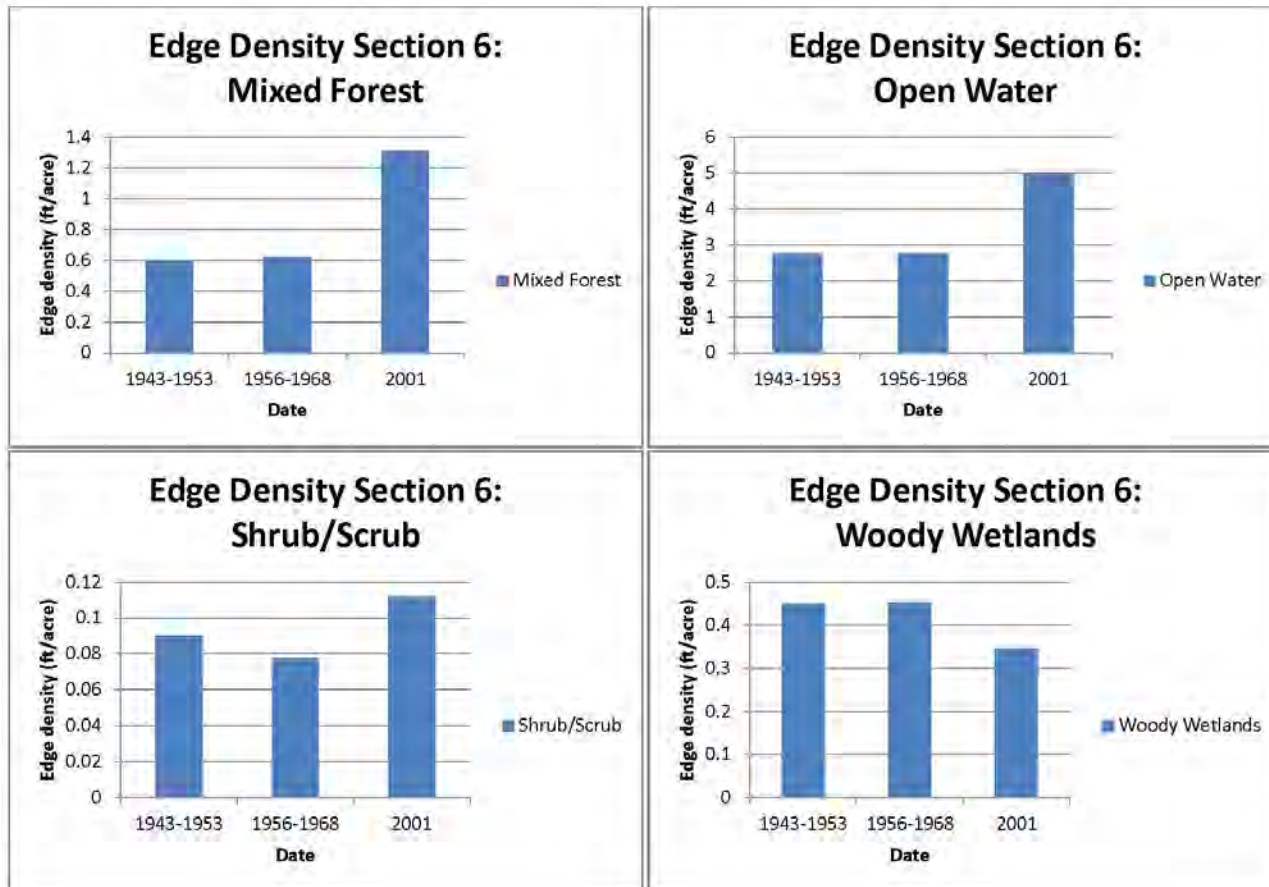 Edge Density Section 6:
Mixed Forest
Edge density (ft/acre)
1.4
1.2
1
0.8
0.6
0.4
0.2
0
1943-1953 1956-1968 2001
Date
Mixed Forest
Edge Density Section 6:
Open Water
Edge density (ft/acre)
6
5
4
3
2
1
0
1943-1953 1956-1968 2001
Date
Open Water
Edge Density Section 6:
Shrub/Scrub
Edge density (ft/acre)
0.12
0.1
0.08
0.06
0.04
0.02
0
1943-1953 1956-1968 2001
Date
Shrub/Scrub
Edge Density Section 6:
Woody Wetlands
Edge density (ft/acre)
0.5
0.4
0.3
0.2
0.1
0
1943-1953 1956-1968 2001
Date
Woody Wetlands